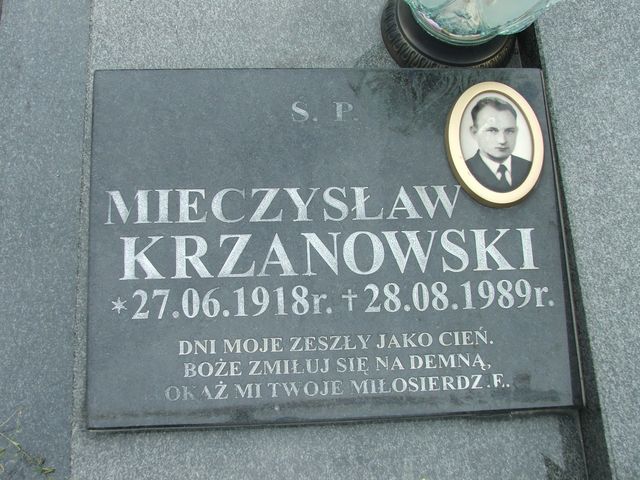 S. P.
MIECZYSŁAW
KRZANOWSKI
*27.06.1918r. †28.08.1989r.
DNI MOJE ZESZŁY JAKO CIEŃ.
BOŻE ZMIŁUJ SIĘ NA DEMNĄ,
OKAŻ MI TWOJE MIŁOSIERDZ.E.